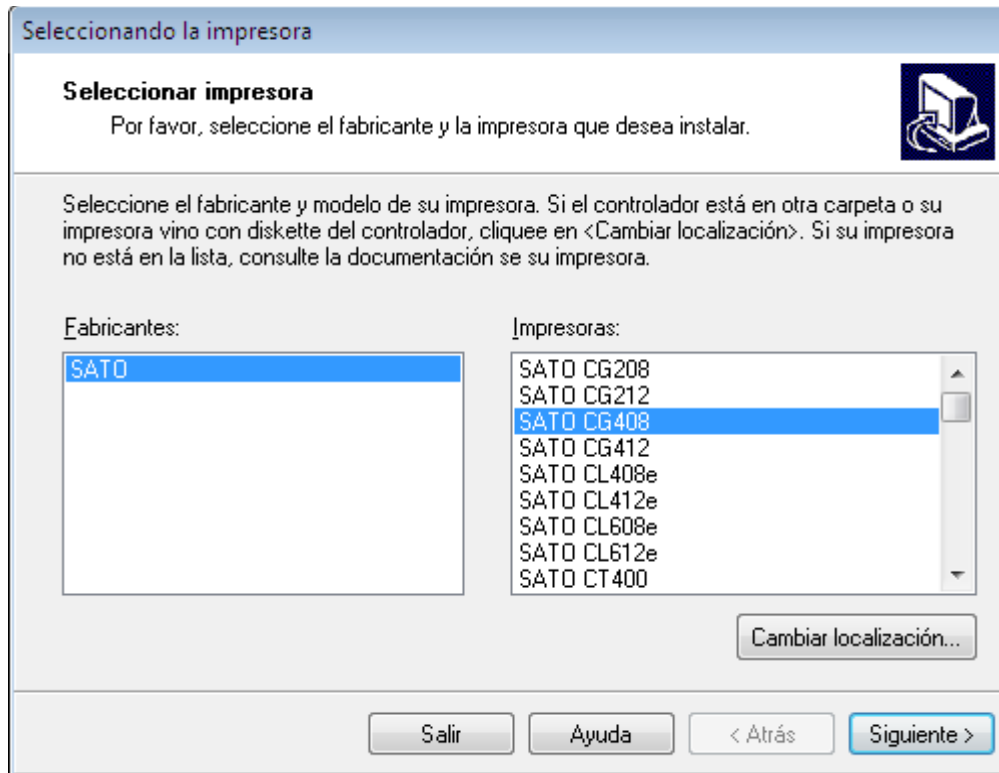 Seleccionando la impresora
Seleccionar impresora
Por favor, seleccione el fabricante y la impresora que desea instalar.
Seleccione el fabricante y modelo de su impresora. Si el controlador está en otra carpeta o su
impresora vino con diskette del controlador, cliquee en <Cambiar localización>. Si su impresora
no está en la lista, consulte la documentación se su impresora.
Fabricantes:
SATO
Impresoras:
SATO CG208
SATO CG212
SATO CG408
SATO CG412
SATO CL408e
SATO CL412e
SATO CL608e
SATO CL612e
SATO CT400
Cambiar localización...
Salir
Ayuda
< Atrás
Siguiente >